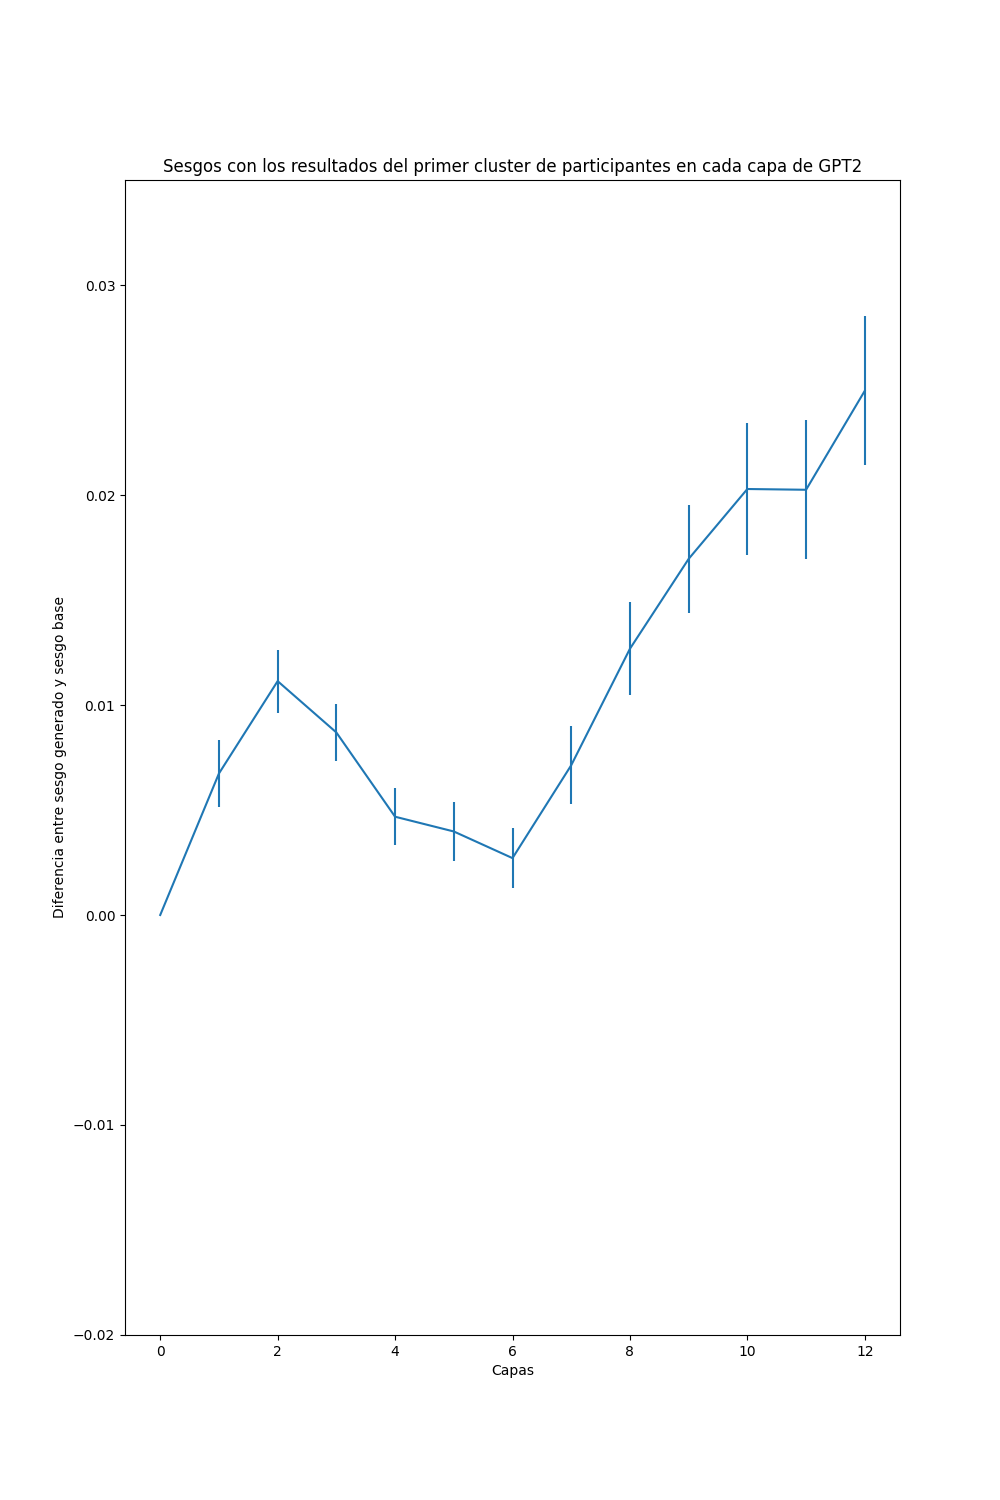 Sesgos con los resultados del primer cluster de participantes en cada capa de GPT2
Diferencia entre sesgo generado y sesgo base
0.03
0.02
0.01
0.00
−0.01
−0.02
0 2 4 6 8 10 12
Capas